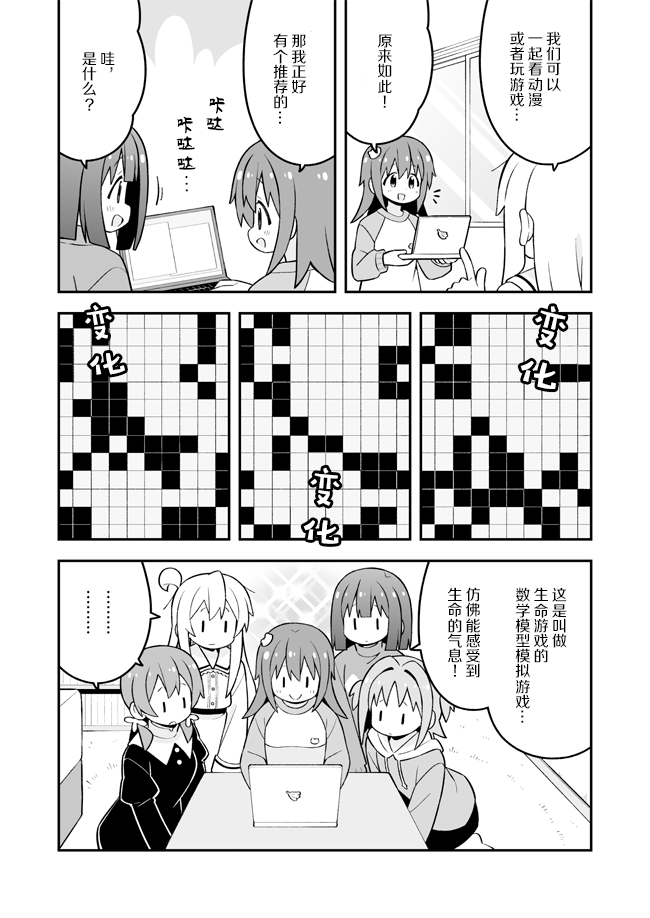 我们可以
一起看动漫
或者玩游戏…
原来如此！
那我正好
有个推荐的…
哇，
是什么？
咔哒
咔哒哒…
变化
变化
变化
这是叫做
生命游戏的
数学模型模拟游戏…
仿佛能感受到
生命的气息！
………
………